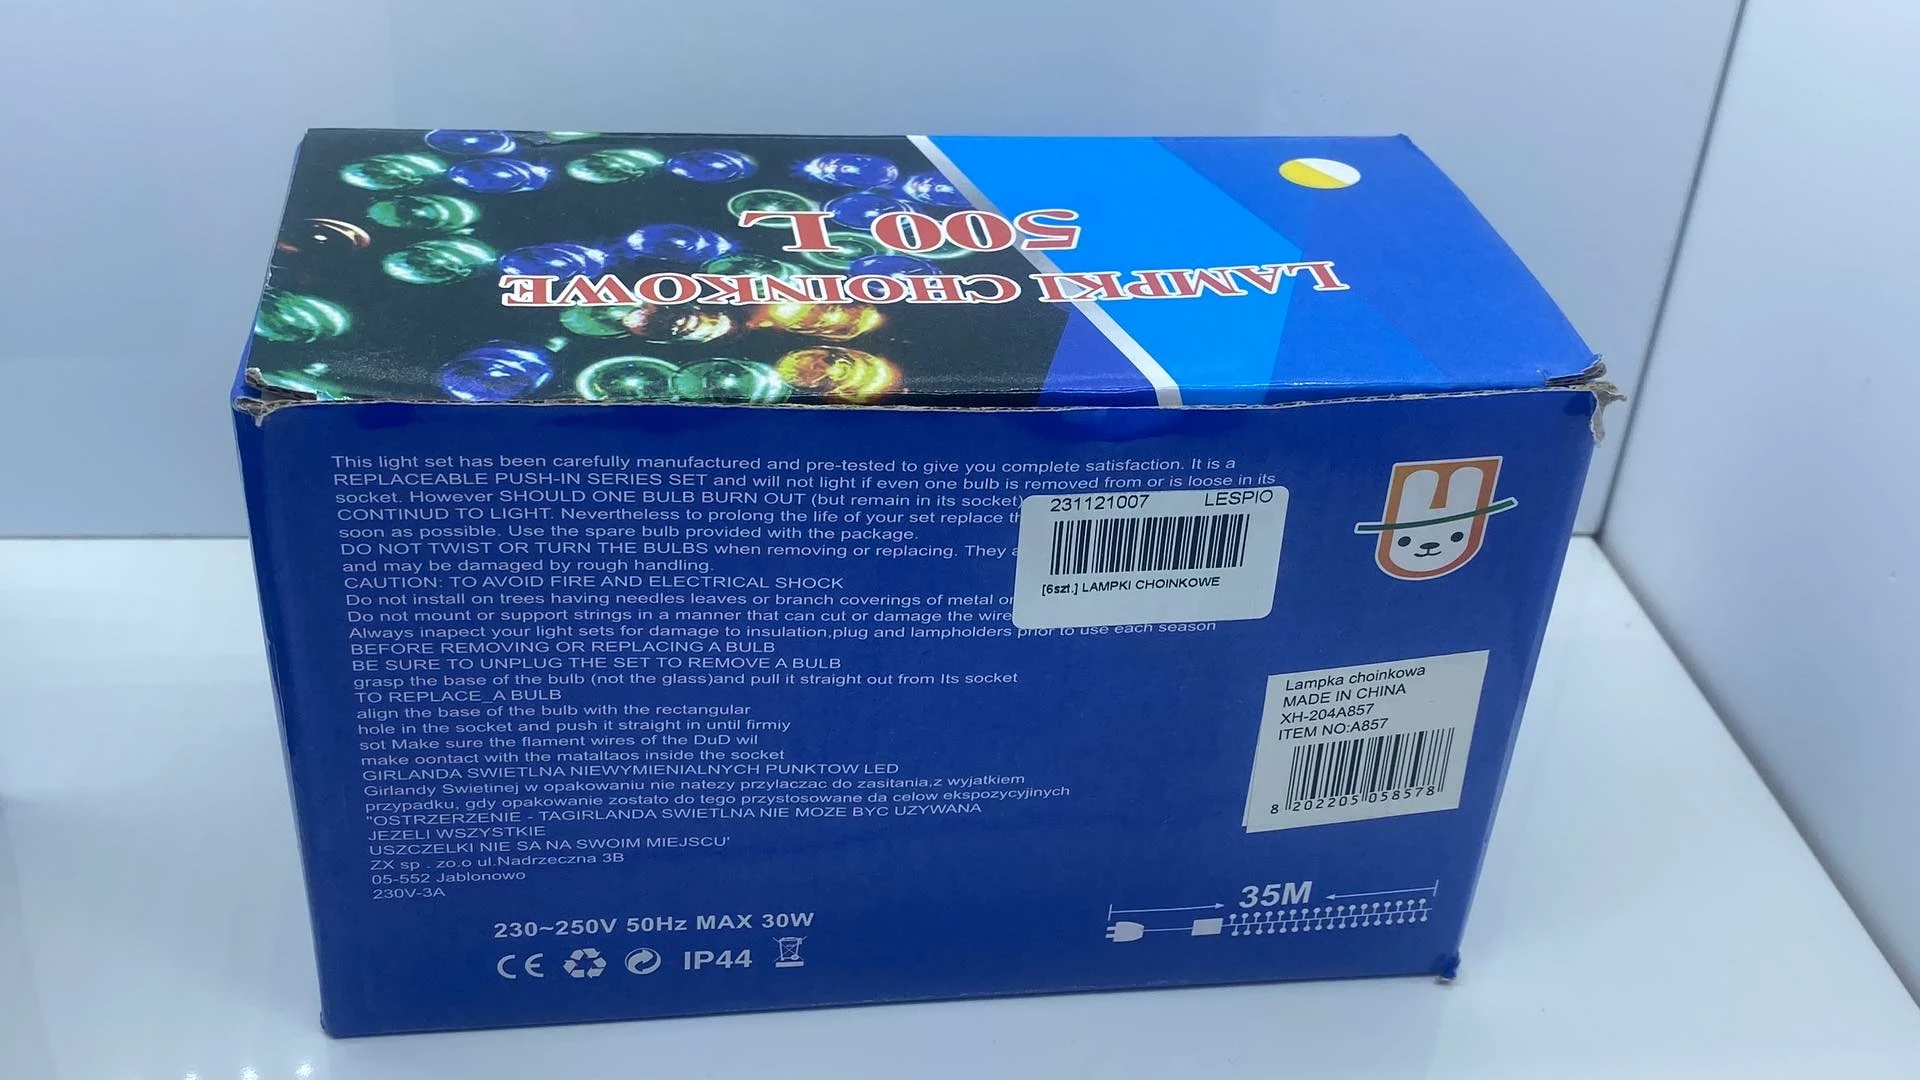 LAMPKI CHOINKOWE
500 L
This light set has been carefully manufactured and pre-tested to give you complete satisfaction. It is a
REPLACEABLE PUSH-IN SERIES SET and will not light if even one bulb is removed from or is loose in its
socket. However SHOULD ONE BULB BURN OUT (but remain in its socket)
CONTINUD TO LIGHT. Nevertheless to prolong the life of your set replace
soon as possible. Use the spare bulb provided with the package.
DO NOT TWIST OR TURN THE BULBS when removing or replacing. They
and may be damaged by rough handling.
CAUTION: TO AVOID FIRE AND ELECTRICAL SHOCK
Do not install on trees having needles leaves or branch coverings of metal
Do not mount or support strings in a manner that can cut or damage the wire
Always inapect your light sets for damage to insulation,plug and lampholders prior to use each season
BEFORE REMOVING OR REPLACING A BULB
BE SURE TO UNPLUG THE SET TO REMOVE A BULB
grasp the base of the bulb (not the glass)and pull it straight out from Its socket
TO REPLACE_A BULB
align the base of the bulb with the rectangular
hole in the socket and push it straight in until firmiy
sot Make sure the flament wires of the DuD wil
make oontact with the mataltaos inside the socket
GIRLANDA SWIETLNA NIEWYMIENIALNYCH PUNKTOW LED
Girlandy Swietinej w opakowaniu nie natezy przylaczac do zasitania,z wyjatkiem
przypadku, gdy opakowanie zostato do tego przystosowane da celow ekspozycyjinych
"OSTRZERZENIE - TAGIRLANDA SWIETLNA NIE MOZE BYC UZYWANA
JEZELI WSZYSTKIE
USZCZELKI NIE SA NA SWOIM MIEJSCU'
ZX sp . zo.o ul.Nadrzeczna 3B
05-552 Jablonowo
230V-3A
230~250V 50Hz MAX 30W
CE IP44
231121007 LESPIO
[6szt.] LAMPKI CHOINKOWE
Lampka choinkowa
MADE IN CHINA
XH-204A857
ITEM NO:A857
8 202205 058578
35M